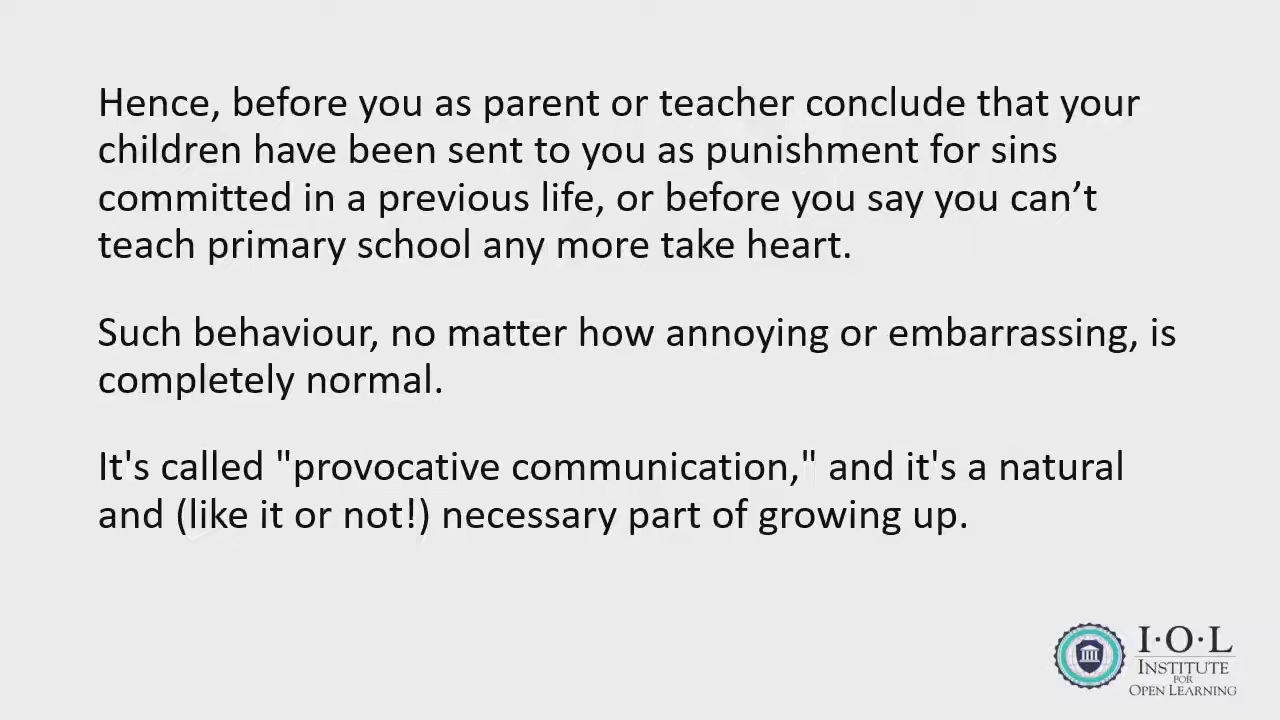 Hence, before you as parent or teacher conclude that your
children have been sent to you as punishment for sins
committed in a previous life, or before you say you can’t
teach primary school any more take heart.
Such behaviour, no matter how annoying or embarrassing, is
completely normal.
It's called "provocative communication," and it's a natural
and (like it or not!) necessary part of growing up.
I·O·L
INSTITUTE
FOR
OPEN LEARNING